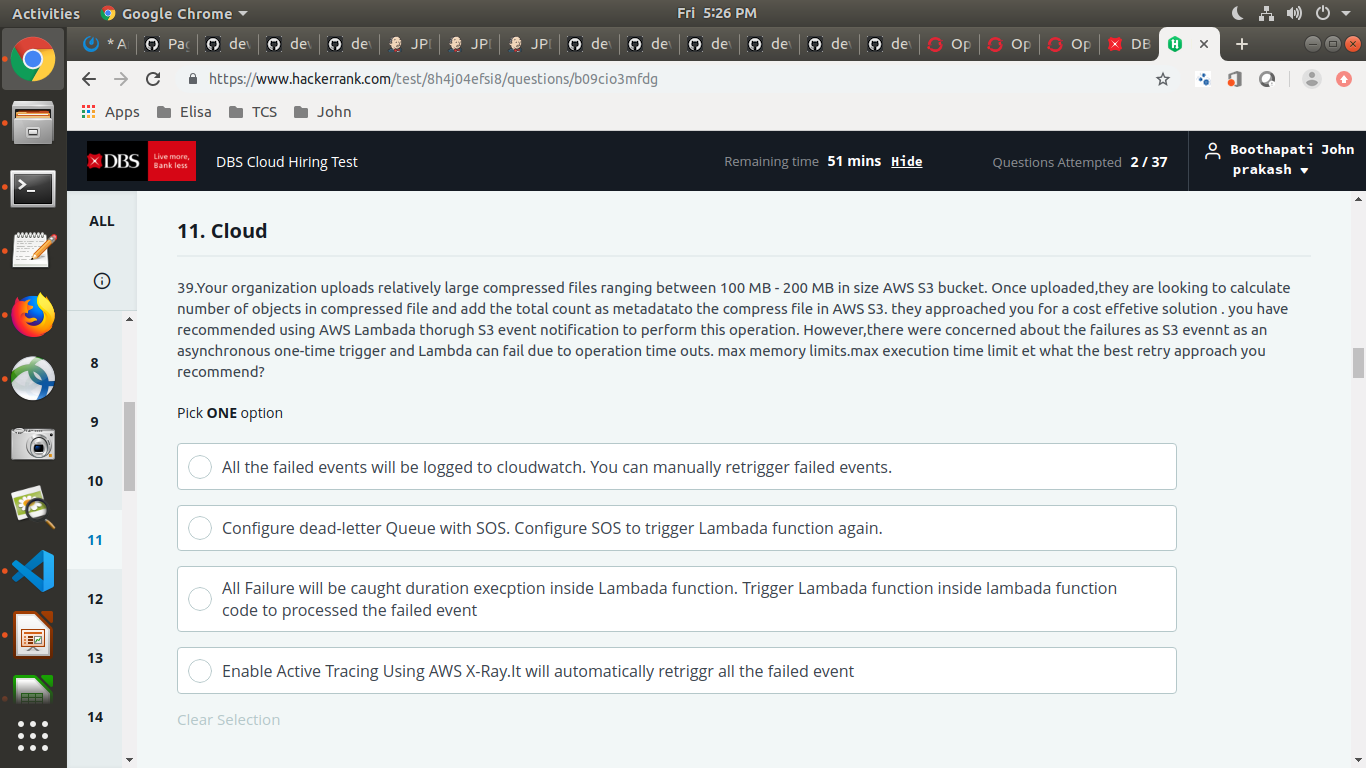 Activities
Google Chrome
Fri 5:26 PM
* A
Pac
dev
dev
dev
JPI
JPI
JPI
dev
dev
dev
dev
dev
dev
Op
Op
Op
DB
https://www.hackerrank.com/test/8h4j04efsi8/questions/b09cio3mfdg
Apps
Elisa
TCS
John
DBS
Live more,
Bank less
DBS Cloud Hiring Test
Remaining time 51 mins Hide
Questions Attempted 2 / 37
Boothapati John
prakash
ALL
8
9
10
11
12
13
14
11. Cloud
39.Your organization uploads relatively large compressed files ranging between 100 MB - 200 MB in size AWS S3 bucket. Once uploaded,they are looking to calculate
number of objects in compressed file and add the total count as metadatato the compress file in AWS S3. they approached you for a cost effetive solution . you have
recommended using AWS Lambada thorugh S3 event notification to perform this operation. However,there were concerned about the failures as S3 evennt as an
asynchronous one-time trigger and Lambda can fail due to operation time outs. max memory limits.max execution time limit et what the best retry approach you
recommend?
Pick ONE option
All the failed events will be logged to cloudwatch. You can manually retrigger failed events.
Configure dead-letter Queue with SOS. Configure SOS to trigger Lambada function again.
All Failure will be caught duration execption inside Lambada function. Trigger Lambada function inside lambada function
code to processed the failed event
Enable Active Tracing Using AWS X-Ray.It will automatically retriggr all the failed event
Clear Selection